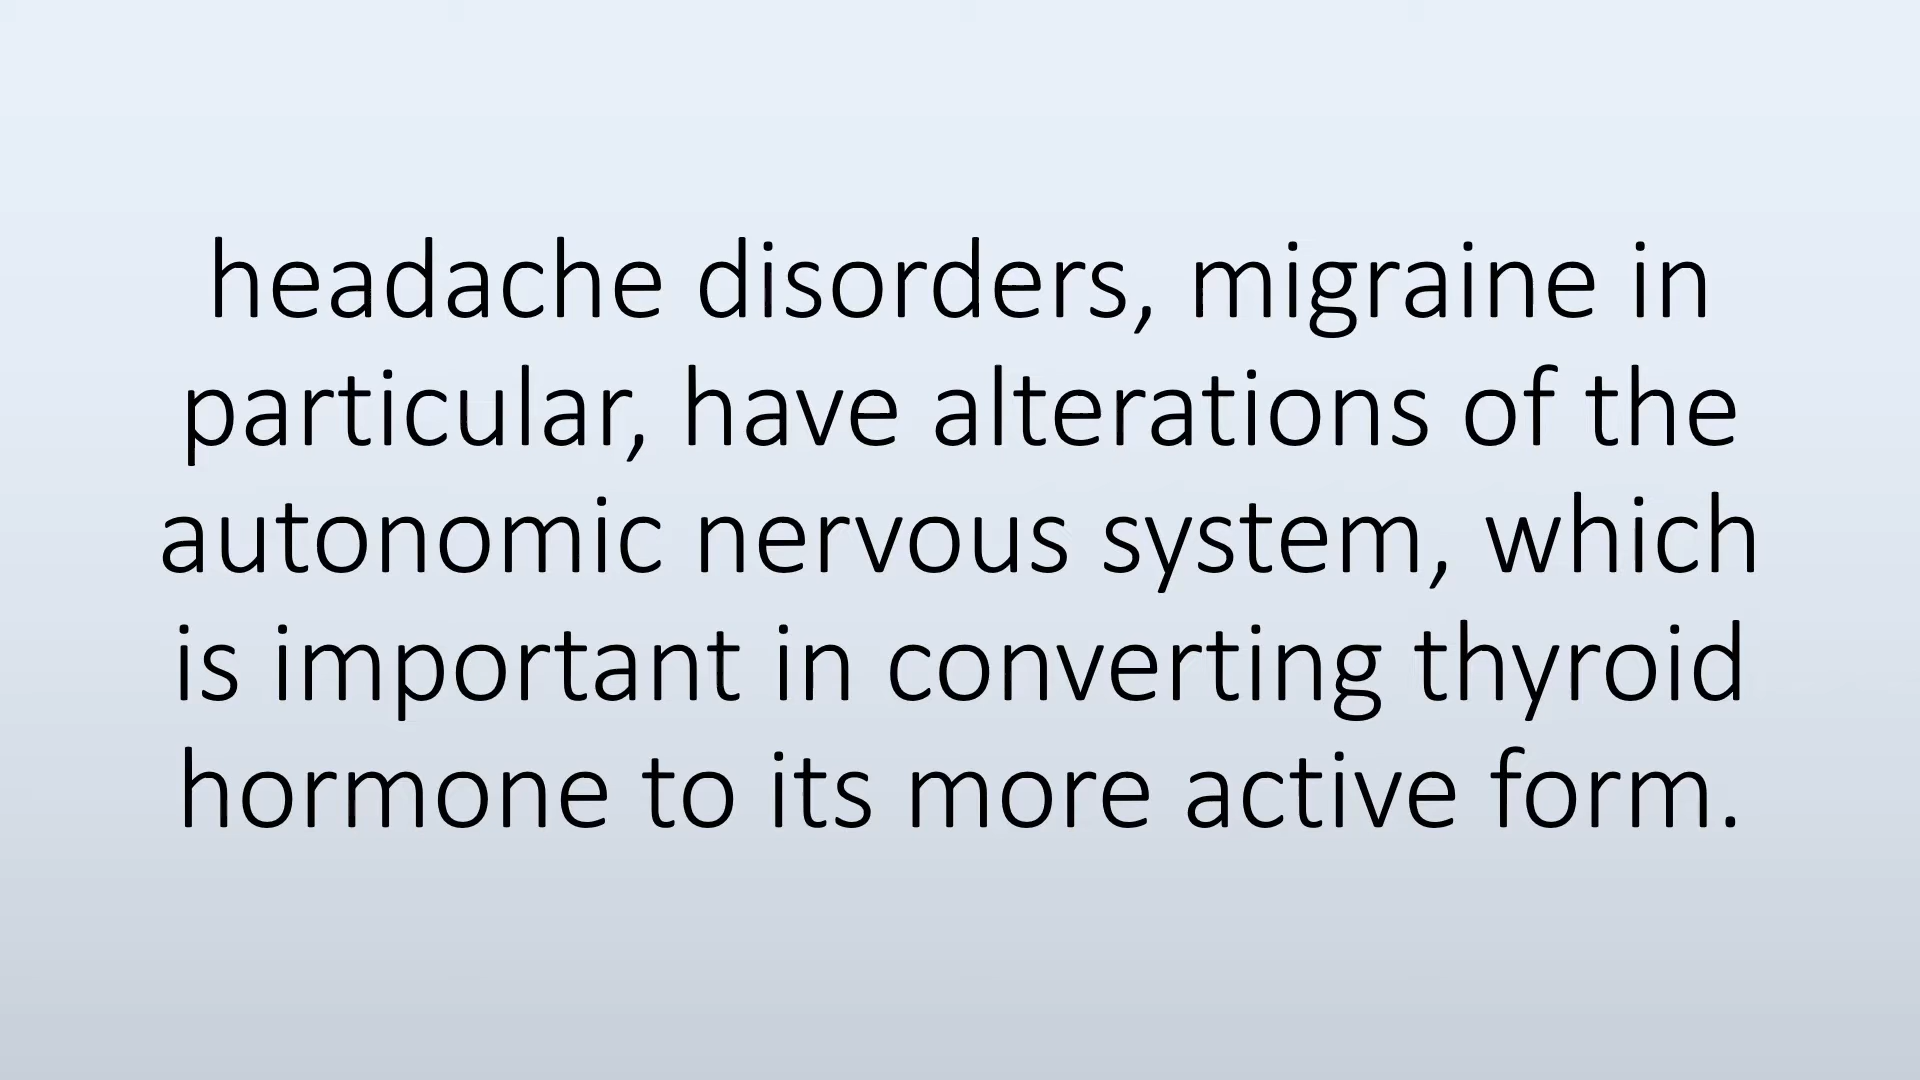 headache disorders, migraine in
particular, have alterations of the
autonomic nervous system, which
is important in converting thyroid
hormone to its more active form.